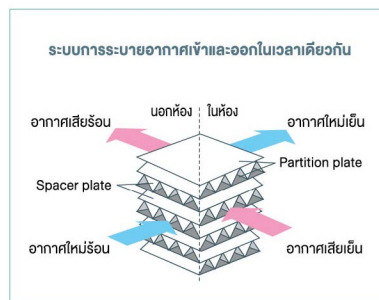 ระบบการระบายอากาศเข้าและออกในเวลาเดียวกัน
นอกห้อง ในห้อง
อากาศเสียร้อน
อากาศใหม่เย็น
Partition plate
Spacer plate
อากาศใหม่ร้อน
อากาศเสียเย็น